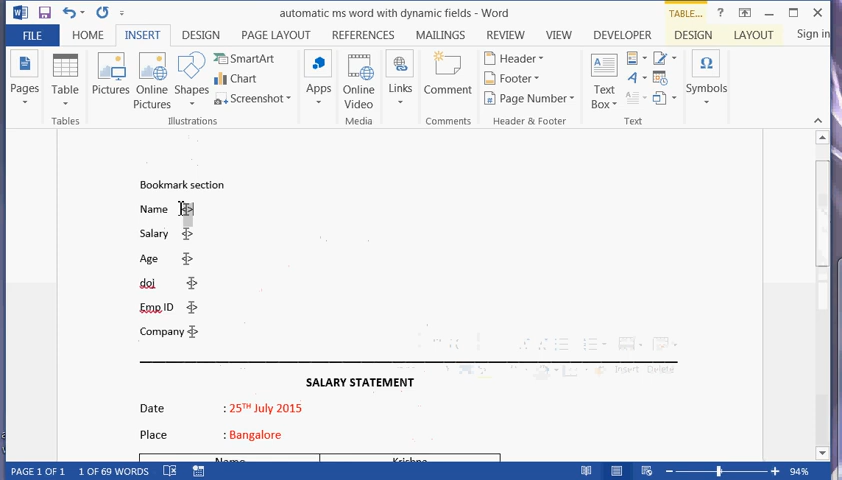 automatic ms word with dynamic fields - Word
TABLE...
FILE HOME INSERT DESIGN PAGE LAYOUT REFERENCES MAILINGS REVIEW VIEW DEVELOPER DESIGN LAYOUT Sign in
Pages
Table
Pictures
Online Pictures
Shapes
SmartArt
Chart
Screenshot
Apps
Online Video
Links
Comment
Header
Footer
Page Number
Text Box
Symbols
Tables Illustrations Media Comments Header & Footer Text
Bookmark section
Name <>
Salary <>
Age <>
doj <>
Emp ID <>
Company <>
Insert Delete
SALARY STATEMENT
Date : 25TH July 2015
Place : Bangalore
Name Krishna
PAGE 1 OF 1 1 OF 69 WORDS 94%